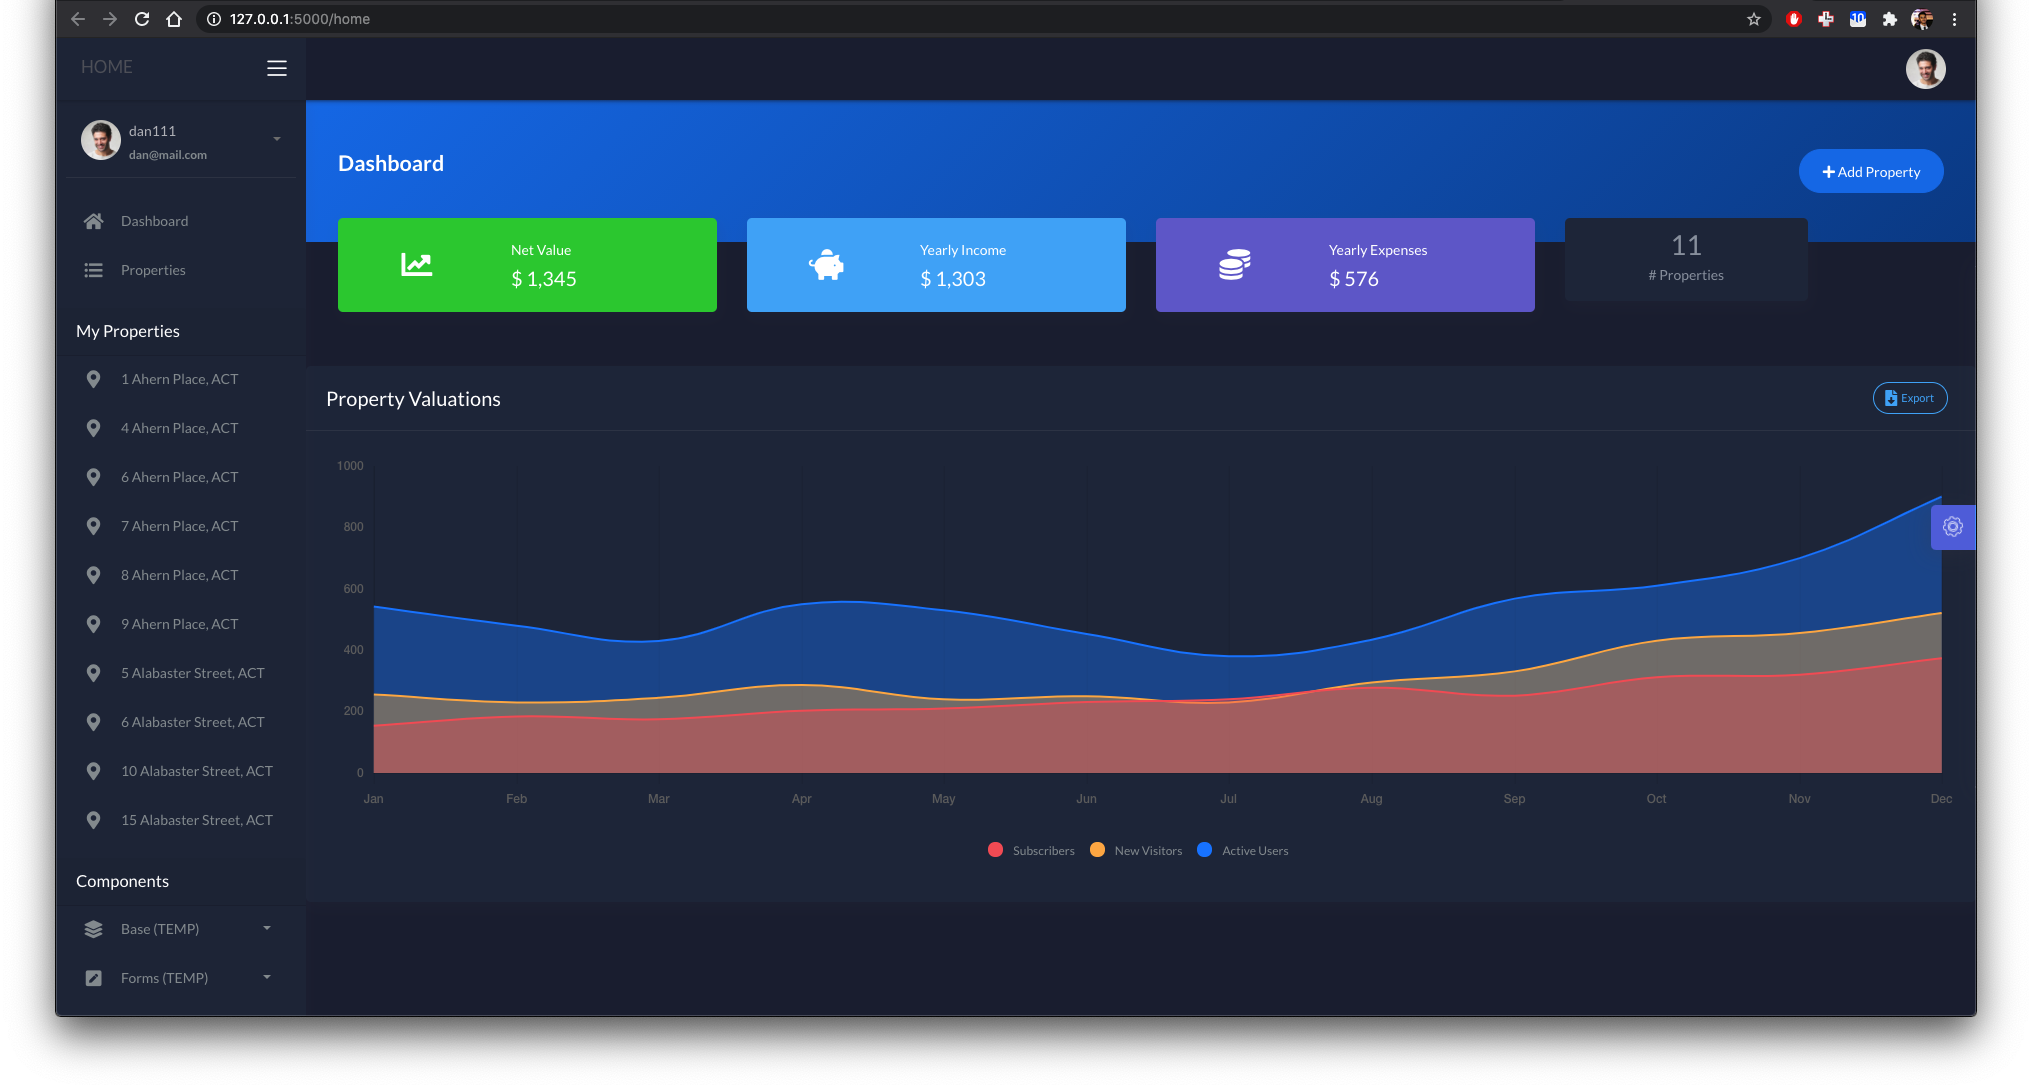 127.0.0.1:5000/home
10
HOME
dan111
dan@mail.com
Dashboard
Properties
My Properties
1 Ahern Place, ACT
4 Ahern Place, ACT
6 Ahern Place, ACT
7 Ahern Place, ACT
8 Ahern Place, ACT
9 Ahern Place, ACT
5 Alabaster Street, ACT
6 Alabaster Street, ACT
10 Alabaster Street, ACT
15 Alabaster Street, ACT
Components
Base (TEMP)
Forms (TEMP)
Dashboard
Add Property
Net Value
$ 1,345
Yearly Income
$ 1,303
Yearly Expenses
$ 576
11
# Properties
Property Valuations
Export
1000
800
600
400
200
0
Jan Feb Mar Apr May Jun Jul Aug Sep Oct Nov Dec
Subscribers New Visitors Active Users